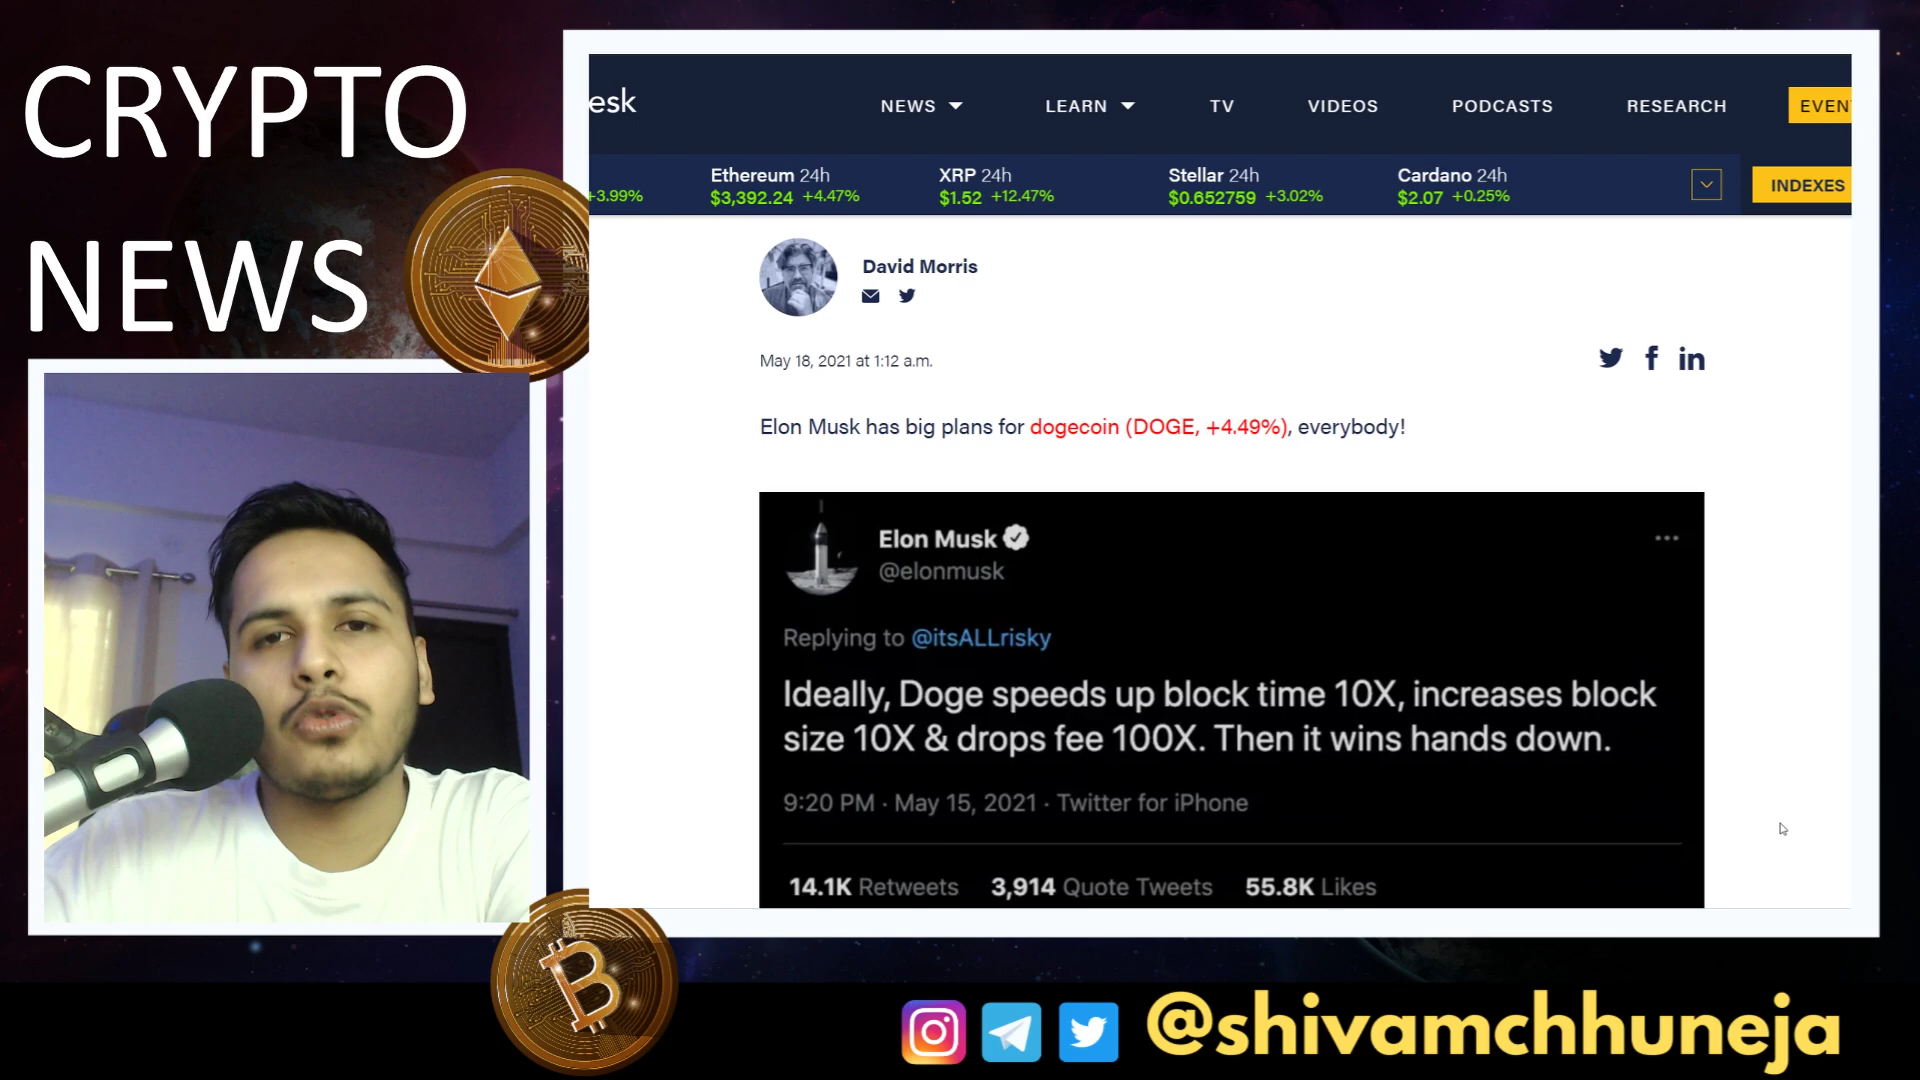 CRYPTO
NEWS
esk
NEWS
LEARN
TV
VIDEOS
PODCASTS
RESEARCH
EVEN
+3.99%
Ethereum 24h
$3,392.24 +4.47%
XRP 24h
$1.52 +12.47%
Stellar 24h
$0.652759 +3.02%
Cardano 24h
$2.07 +0.25%
INDEXES
David Morris
May 18, 2021 at 1:12 a.m.
Elon Musk has big plans for dogecoin (DOGE, +4.49%), everybody!
Elon Musk
@elonmusk
Replying to @itsALLrisky
Ideally, Doge speeds up block time 10X, increases block
size 10X & drops fee 100X. Then it wins hands down.
9:20 PM · May 15, 2021 · Twitter for iPhone
14.1K Retweets 3,914 Quote Tweets 55.8K Likes
@shivamchhuneja